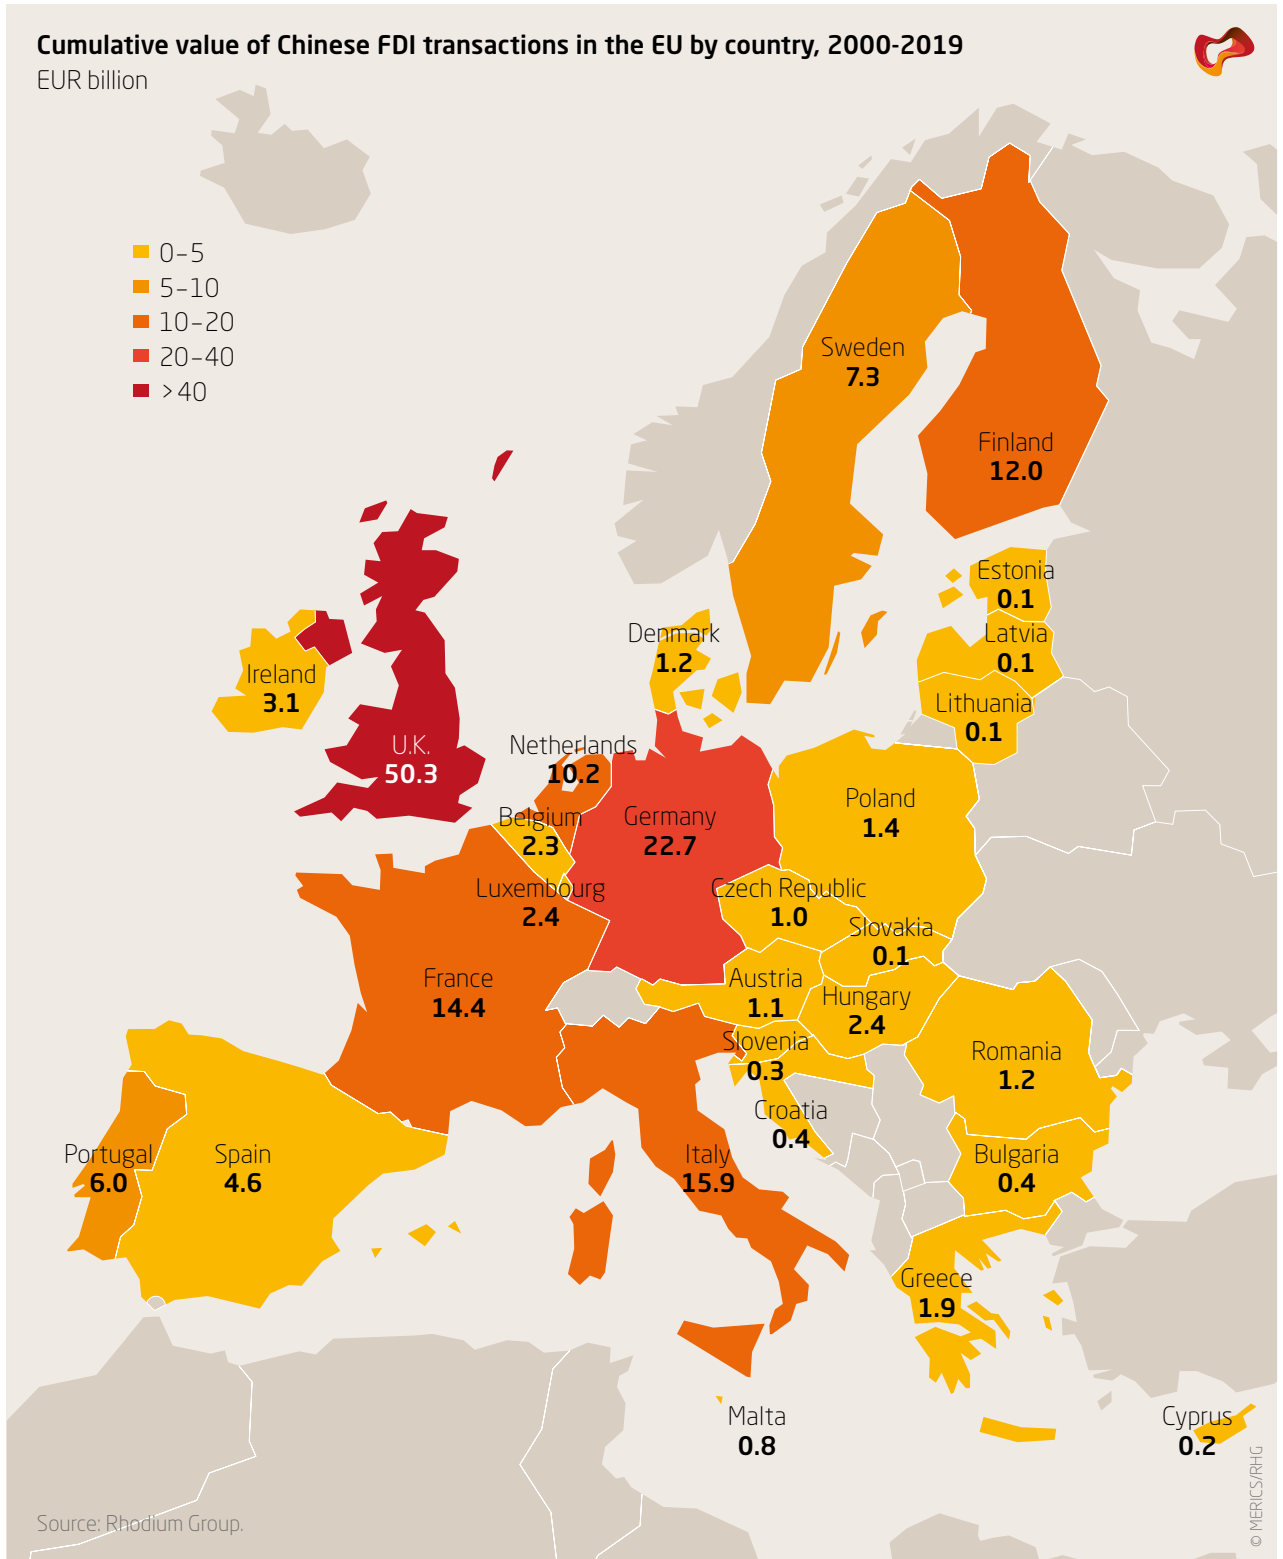 Cumulative value of Chinese FDI transactions in the EU by country, 2000-2019
EUR billion
0–5
5–10
10–20
20–40
>40
Sweden
7.3
Finland
12.0
Estonia
0.1
Latvia
0.1
Lithuania
0.1
Denmark
1.2
Ireland
3.1
U.K.
50.3
Netherlands
10.2
Belgium
2.3
Germany
22.7
Poland
1.4
Luxembourg
2.4
Czech Republic
1.0
Slovakia
0.1
France
14.4
Austria
1.1
Hungary
2.4
Slovenia
0.3
Romania
1.2
Croatia
0.4
Portugal
6.0
Spain
4.6
Italy
15.9
Bulgaria
0.4
Greece
1.9
Malta
0.8
Cyprus
0.2
Source: Rhodium Group.
© MERICS/RHG